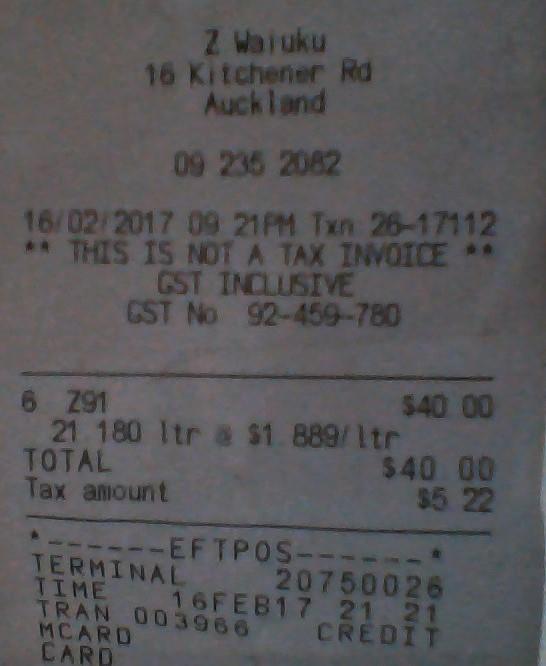 Z Waiuku
16 Kitchener Rd
Auckland
09 235 2082
16/02/2017 09 21PM Txn 26-17112
** THIS IS NOT A TAX INVOICE **
GST INCLUSIVE
GST No 92-459-780
6 Z91 $40 00
21 180 ltr @ $1 889/ltr
TOTAL $40 00
Tax amount $5 22
*------EFTPOS------*
TERMINAL 20750026
TIME 16FEB17 21 21
TRAN 003966 CREDIT
MCARD
CARD